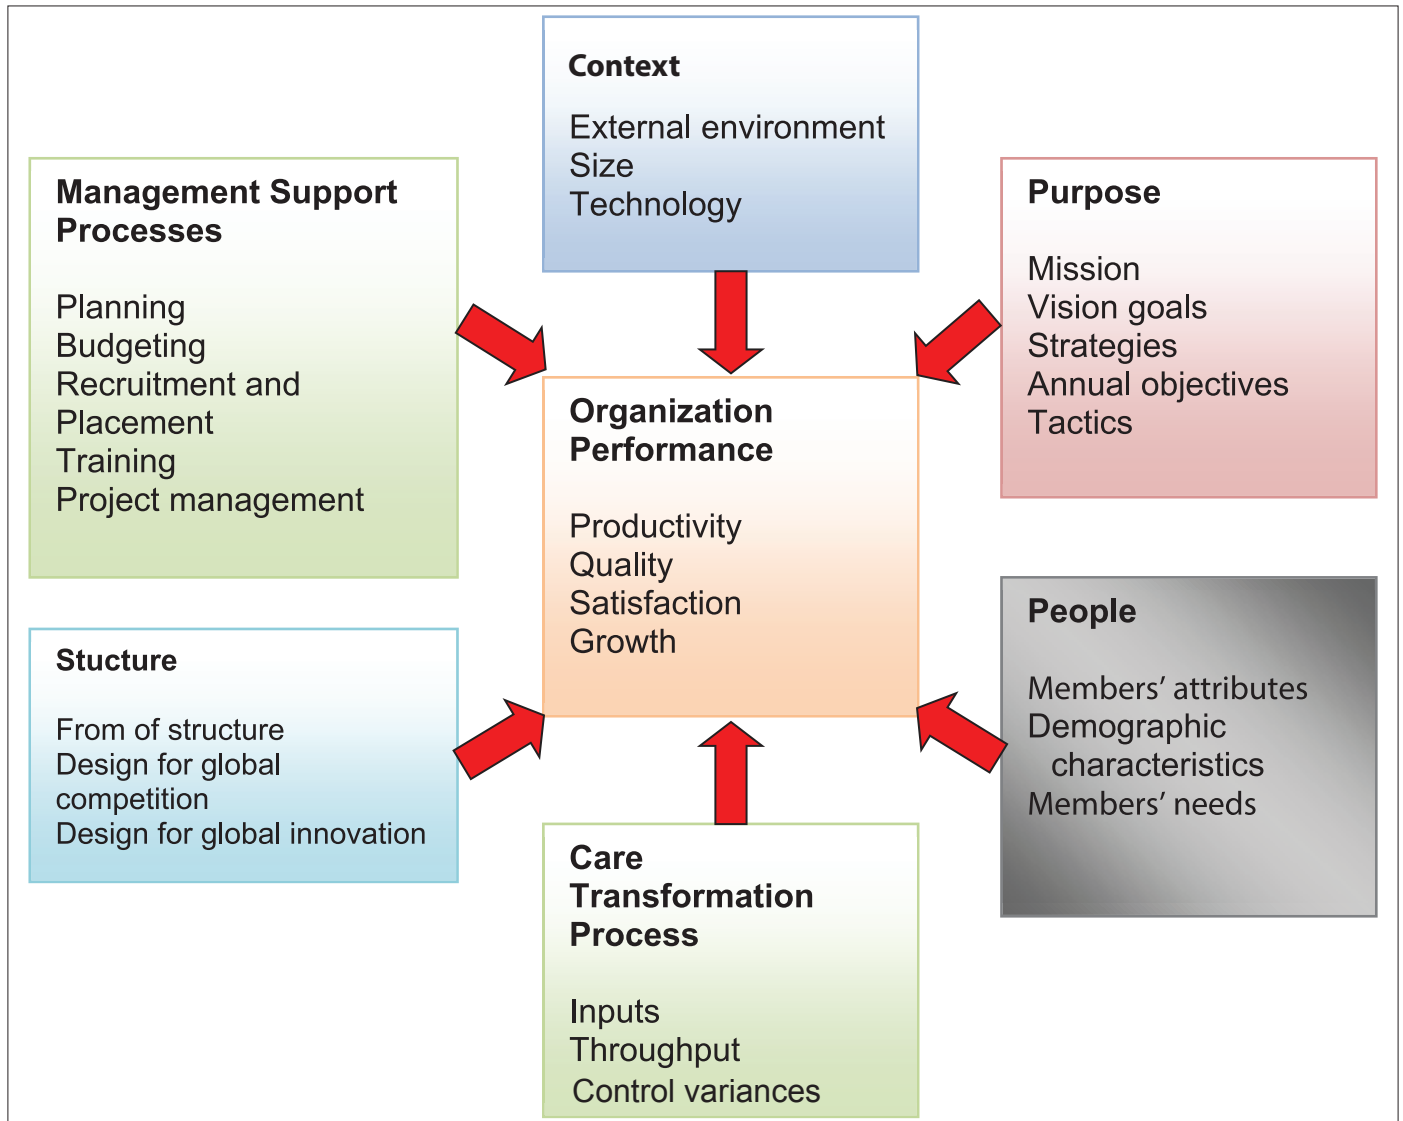 Context
External environment
Size
Technology
Management Support
Processes
Planning
Budgeting
Recruitment and
Placement
Training
Project management
Purpose
Mission
Vision goals
Strategies
Annual objectives
Tactics
Organization
Performance
Productivity
Quality
Satisfaction
Growth
Stucture
From of structure
Design for global
competition
Design for global innovation
People
Members’ attributes
Demographic
characteristics
Members’ needs
Care
Transformation
Process
Inputs
Throughput
Control variances